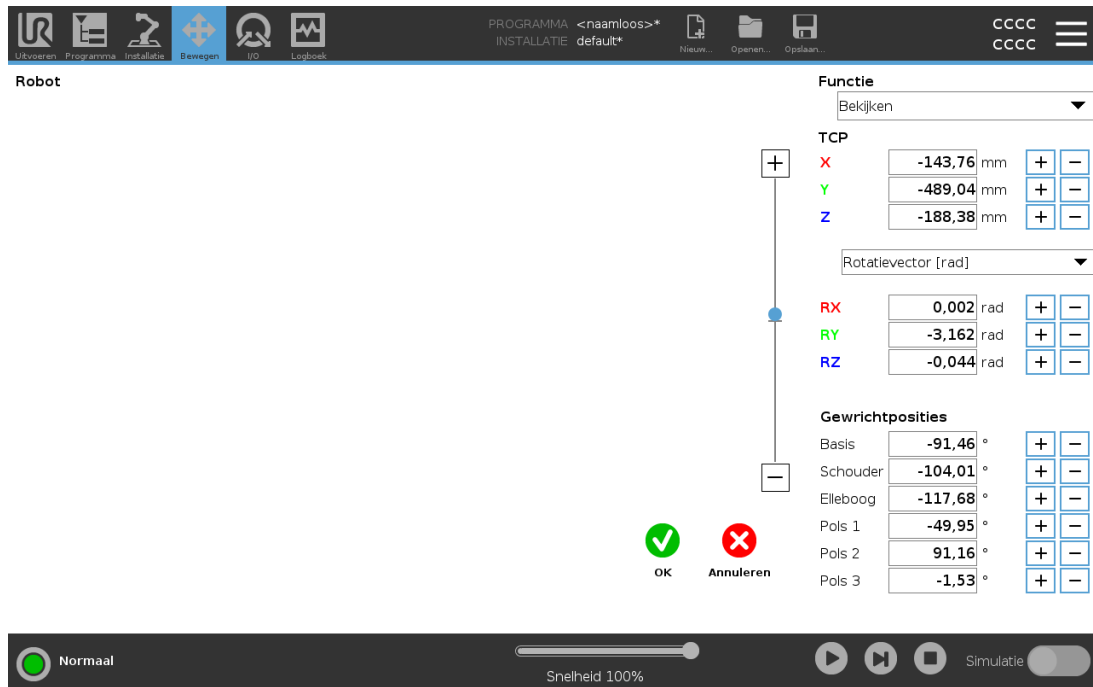 Uitvoeren Programma Installatie Bewegen I/O Logboek
PROGRAMMA <naamloos>*
INSTALLATIE default*
Nieuw... Openen... Opslaan...
CCCC
CCCC
Robot
Functie
Bekijken
TCP
X -143,76 mm + −
Y -489,04 mm + −
Z -188,38 mm + −
Rotatievector [rad]
RX 0,002 rad + −
RY -3,162 rad + −
RZ -0,044 rad + −
Gewrichtposities
Basis -91,46 ° + −
Schouder -104,01 ° + −
Elleboog -117,68 ° + −
Pols 1 -49,95 ° + −
Pols 2 91,16 ° + −
Pols 3 -1,53 ° + −
OK Annuleren
Normaal
Snelheid 100%
Simulatie